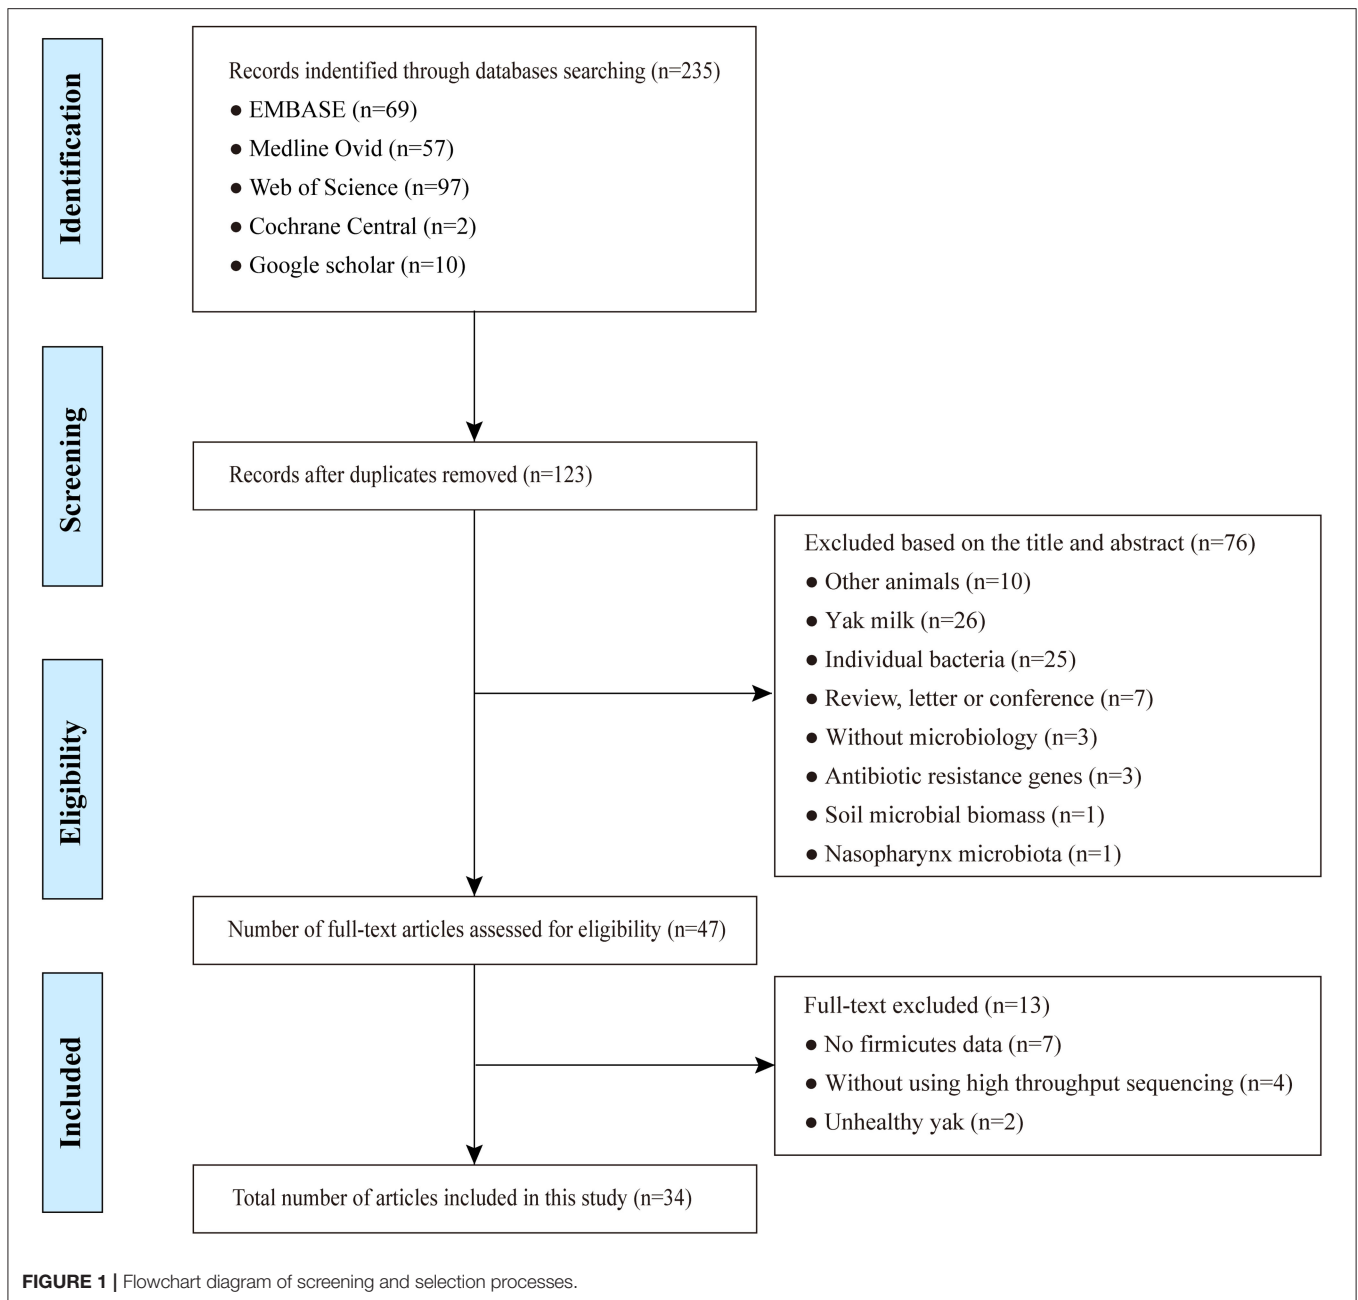 Identification
Records indentified through databases searching (n=235)
● EMBASE (n=69)
● Medline Ovid (n=57)
● Web of Science (n=97)
● Cochrane Central (n=2)
● Google scholar (n=10)
Screening
Records after duplicates removed (n=123)
Excluded based on the title and abstract (n=76)
● Other animals (n=10)
● Yak milk (n=26)
● Individual bacteria (n=25)
● Review, letter or conference (n=7)
● Without microbiology (n=3)
● Antibiotic resistance genes (n=3)
● Soil microbial biomass (n=1)
● Nasopharynx microbiota (n=1)
Eligibility
Number of full-text articles assessed for eligibility (n=47)
Full-text excluded (n=13)
● No firmicutes data (n=7)
● Without using high throughput sequencing (n=4)
● Unhealthy yak (n=2)
Included
Total number of articles included in this study (n=34)
FIGURE 1 | Flowchart diagram of screening and selection processes.